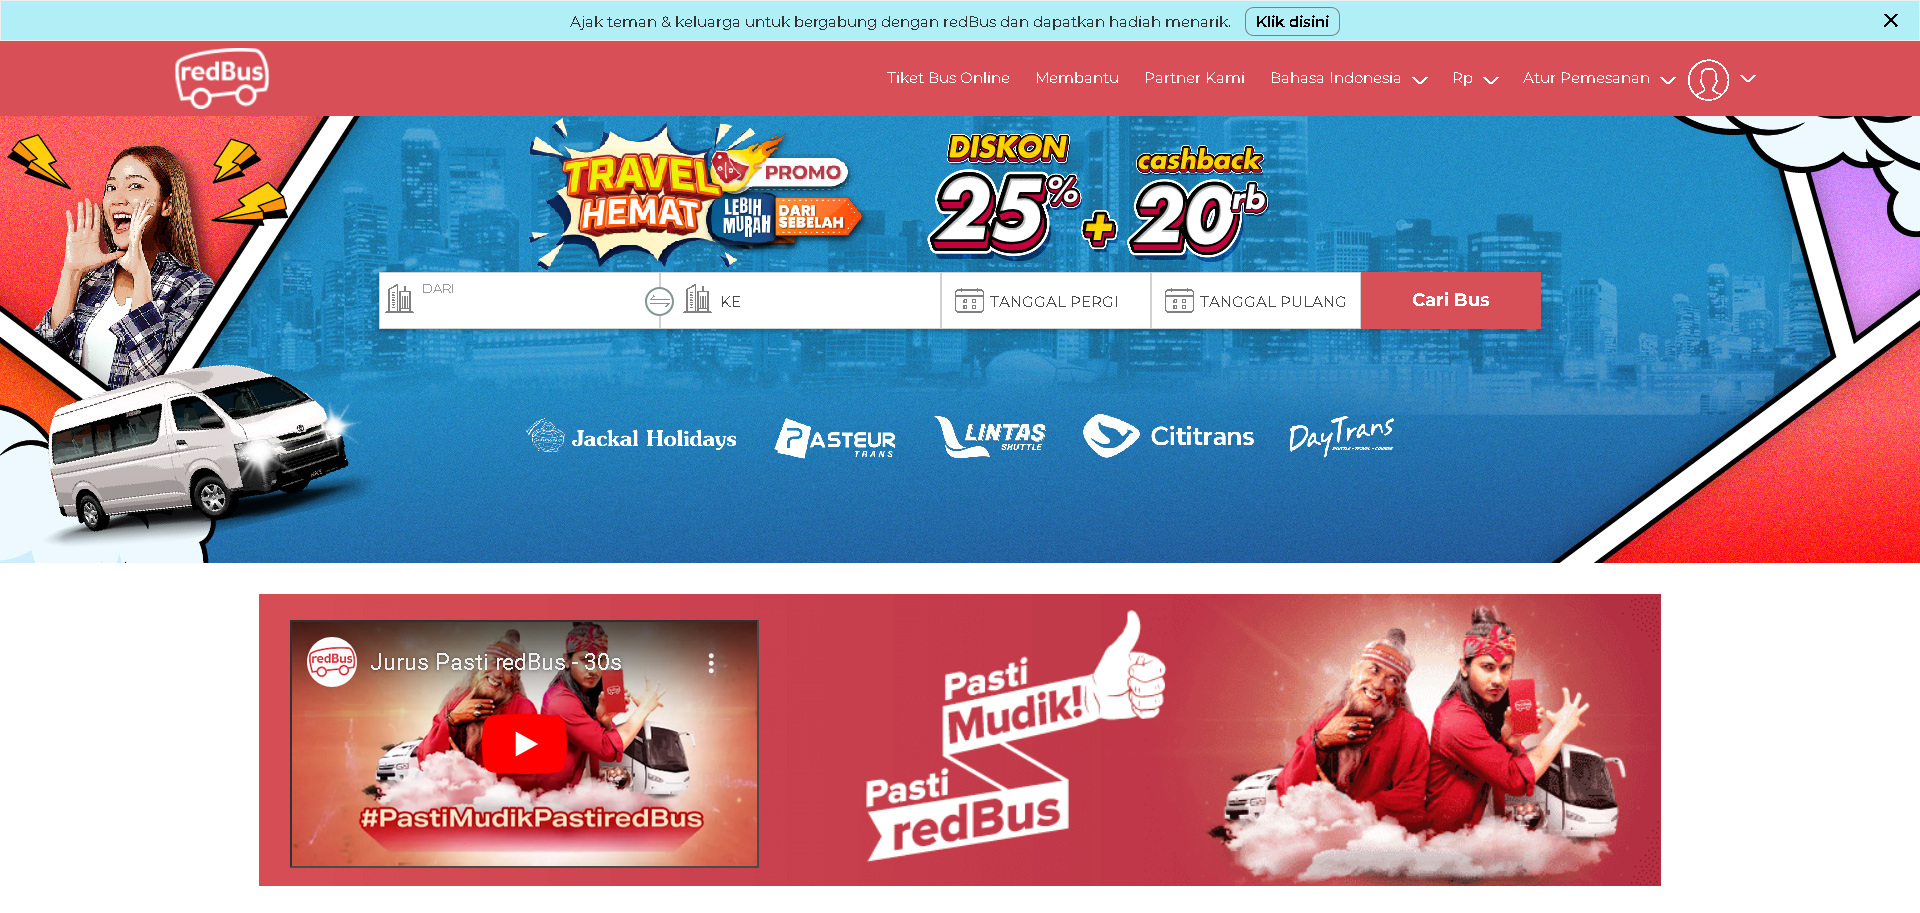 Ajak teman & keluarga untuk bergabung dengan redBus dan dapatkan hadiah menarik. Klik disini
redBus
Tiket Bus Online Membantu Partner Kami Bahasa Indonesia Rp Atur Pemesanan
TRAVEL HEMAT
PROMO
LEBIH MURAH
DARI SEBELAH
DISKON 25%
+
cashback 20rb
DARI
KE
TANGGAL PERGI
TANGGAL PULANG
Cari Bus
Jackal Holidays
PASTEUR TRANS
LINTAS SHUTTLE
Cititrans
DayTrans
SHUTTLE • TRAVEL • COURIER
redBus
Jurus Pasti redBus - 30s
#PastiMudikPastiredBus
Pasti
Mudik!
Pasti
redBus